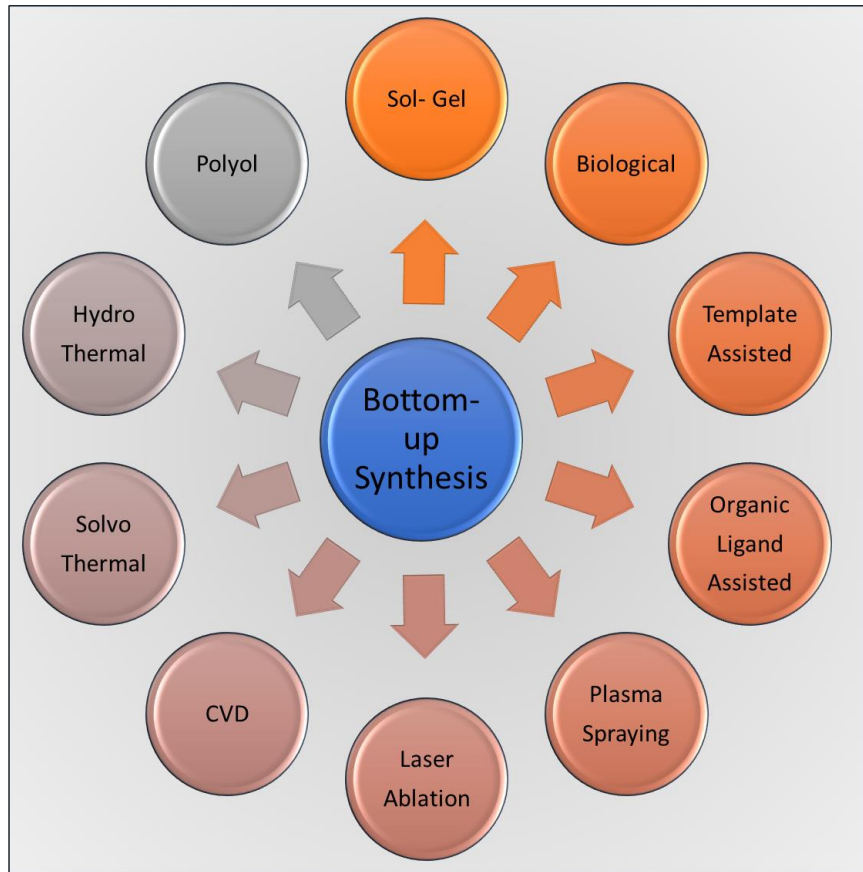 Sol- Gel
Biological
Template
Assisted
Organic
Ligand
Assisted
Plasma
Spraying
Laser
Ablation
CVD
Solvo
Thermal
Hydro
Thermal
Polyol
Bottom-
up
Synthesis